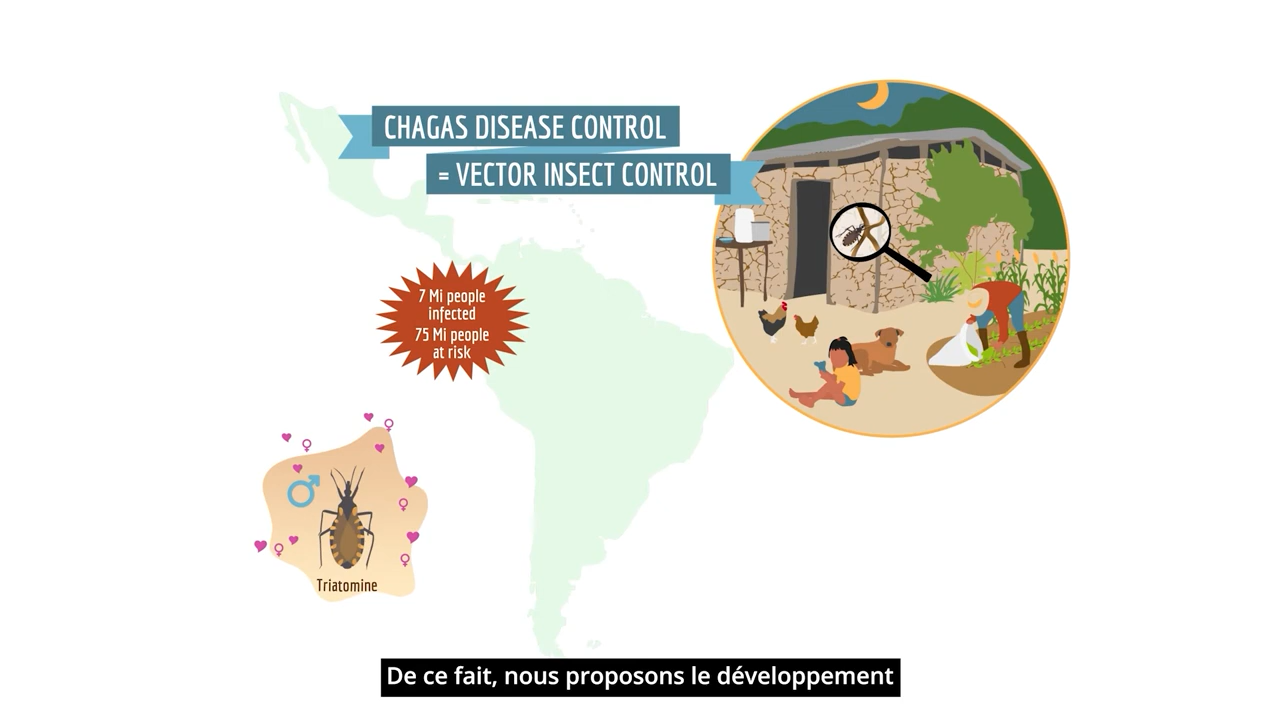 CHAGAS DISEASE CONTROL
= VECTOR INSECT CONTROL
7 Mi people
infected
75 Mi people
at risk
Triatomine
De ce fait, nous proposons le développement